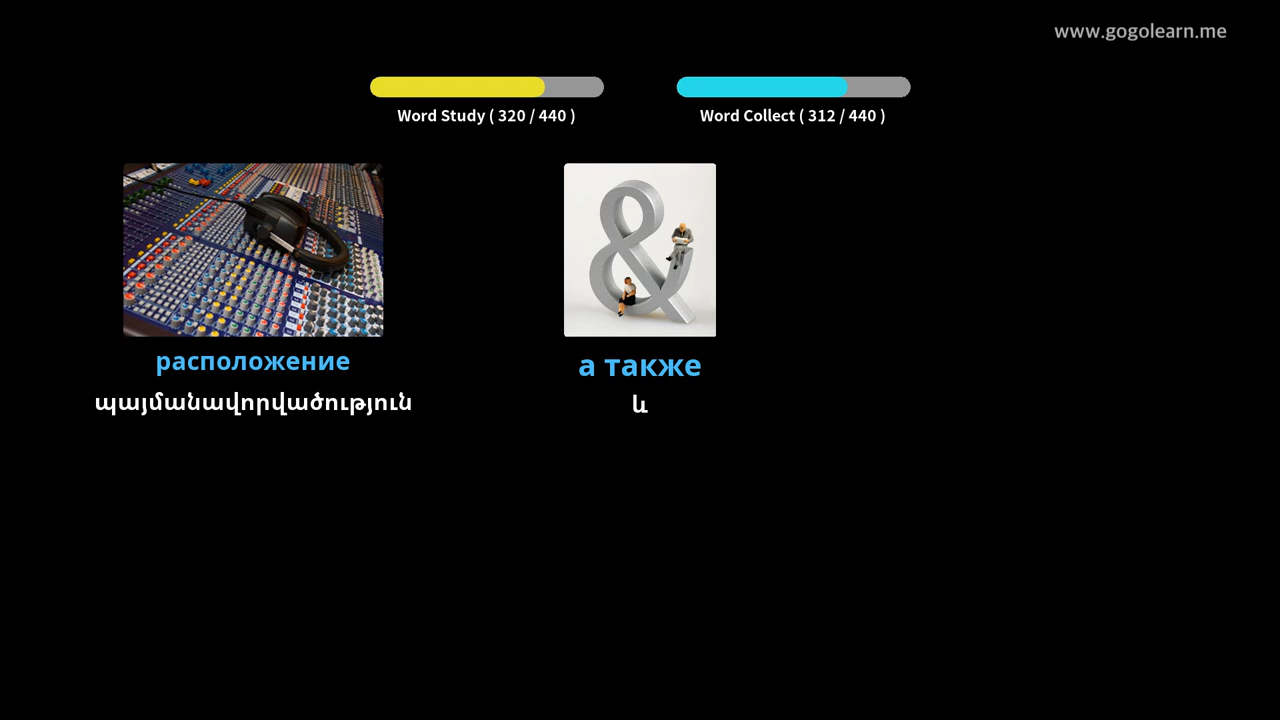 www.gogolearn.me
Word Study ( 320 / 440 )
Word Collect ( 312 / 440 )
расположение
պայմանավորվածություն
а также
և